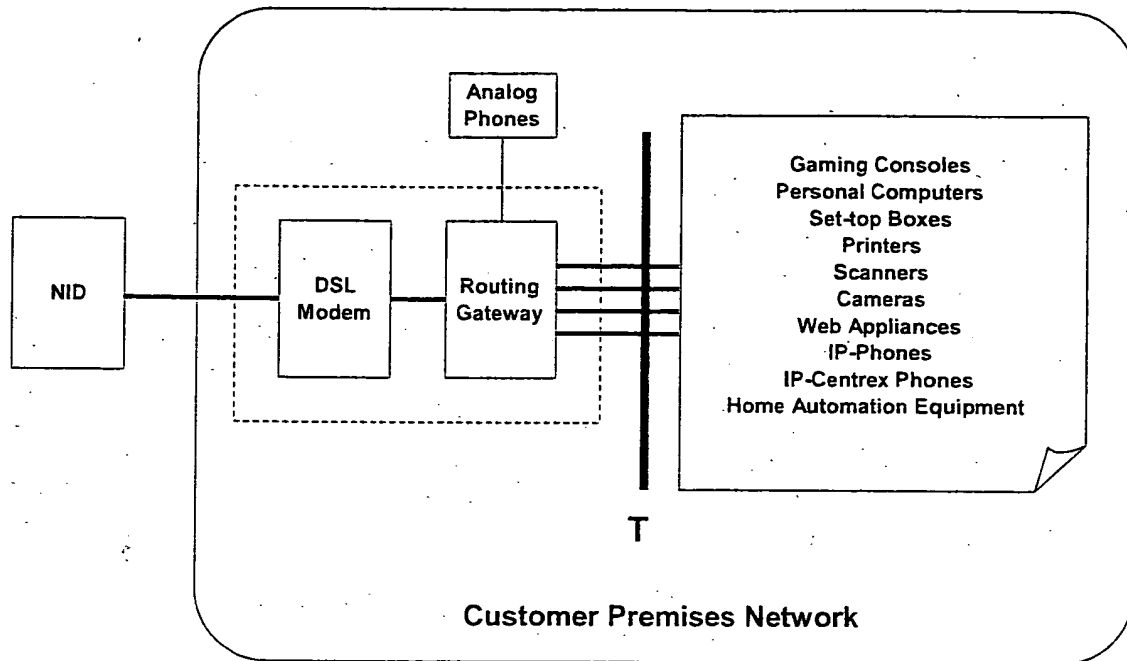 Analog
Phones
NID
DSL
Modem
Routing
Gateway
Gaming Consoles
Personal Computers
Set-top Boxes
Printers
Scanners
Cameras
Web Appliances
IP-Phones
IP-Centrex Phones
Home Automation Equipment
T
Customer Premises Network